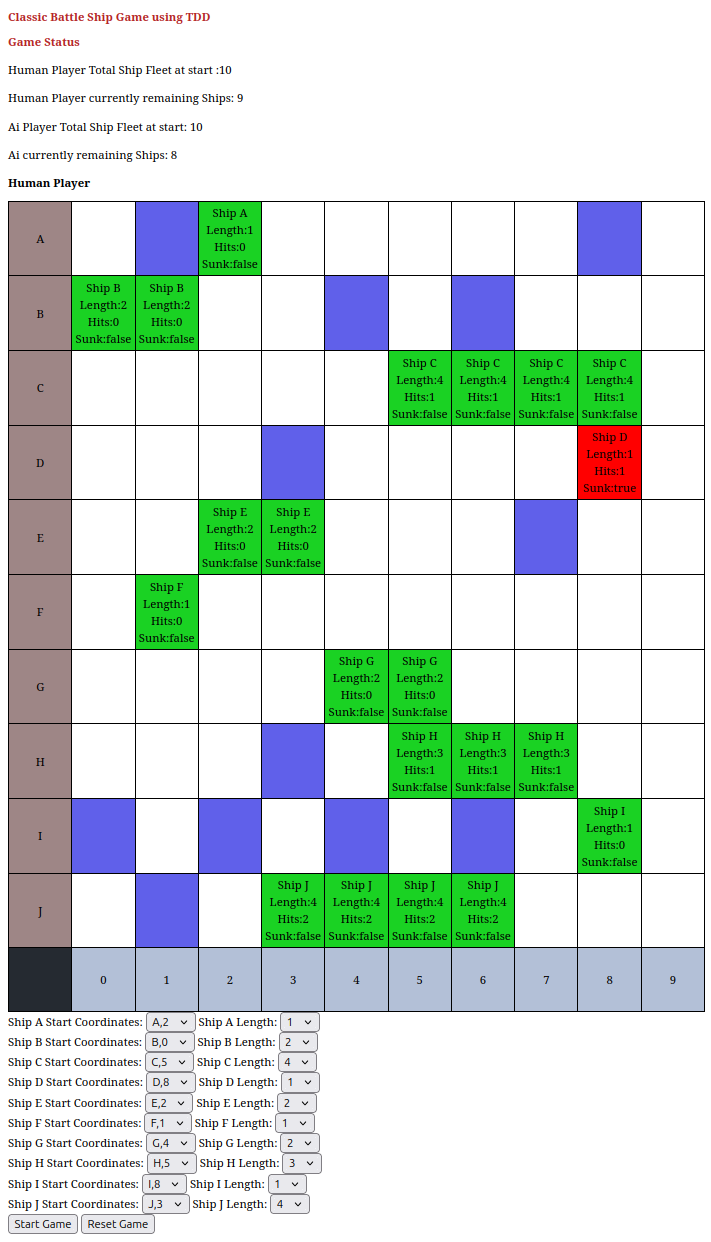 Classic Battle Ship Game using TDD
Game Status
Human Player Total Ship Fleet at start :10
Human Player currently remaining Ships: 9
Ai Player Total Ship Fleet at start: 10
Ai currently remaining Ships: 8
Human Player
A
Ship A
Length:1
Hits:0
Sunk:false
B
Ship B Ship B
Length:2 Length:2
Hits:0 Hits:0
Sunk:false Sunk:false
C
Ship C Ship C Ship C Ship C
Length:4 Length:4 Length:4 Length:4
Hits:1 Hits:1 Hits:1 Hits:1
Sunk:false Sunk:false Sunk:false Sunk:false
D
Ship D
Length:1
Hits:1
Sunk:true
E
Ship E Ship E
Length:2 Length:2
Hits:0 Hits:0
Sunk:false Sunk:false
F
Ship F
Length:1
Hits:0
Sunk:false
G
Ship G Ship G
Length:2 Length:2
Hits:0 Hits:0
Sunk:false Sunk:false
H
Ship H Ship H Ship H
Length:3 Length:3 Length:3
Hits:1 Hits:1 Hits:1
Sunk:false Sunk:false Sunk:false
I
Ship I
Length:1
Hits:0
Sunk:false
J
Ship J Ship J Ship J Ship J
Length:4 Length:4 Length:4 Length:4
Hits:2 Hits:2 Hits:2 Hits:2
Sunk:false Sunk:false Sunk:false Sunk:false
0 1 2 3 4 5 6 7 8 9
Ship A Start Coordinates: A,2 Ship A Length: 1
Ship B Start Coordinates: B,0 Ship B Length: 2
Ship C Start Coordinates: C,5 Ship C Length: 4
Ship D Start Coordinates: D,8 Ship D Length: 1
Ship E Start Coordinates: E,2 Ship E Length: 2
Ship F Start Coordinates: F,1 Ship F Length: 1
Ship G Start Coordinates: G,4 Ship G Length: 2
Ship H Start Coordinates: H,5 Ship H Length: 3
Ship I Start Coordinates: I,8 Ship I Length: 1
Ship J Start Coordinates: J,3 Ship J Length: 4
Start Game Reset Game